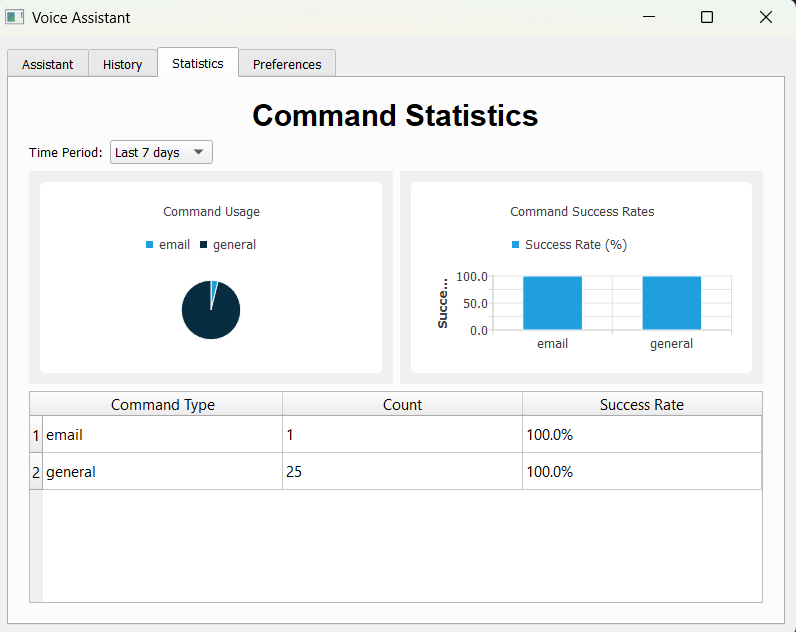 Voice Assistant
Assistant History Statistics Preferences
Command Statistics
Time Period: Last 7 days
Command Usage
email general
Command Success Rates
Success Rate (%)
Succe...
100.0
50.0
0.0
email general
Command Type Count Success Rate
1 email 1 100.0%
2 general 25 100.0%